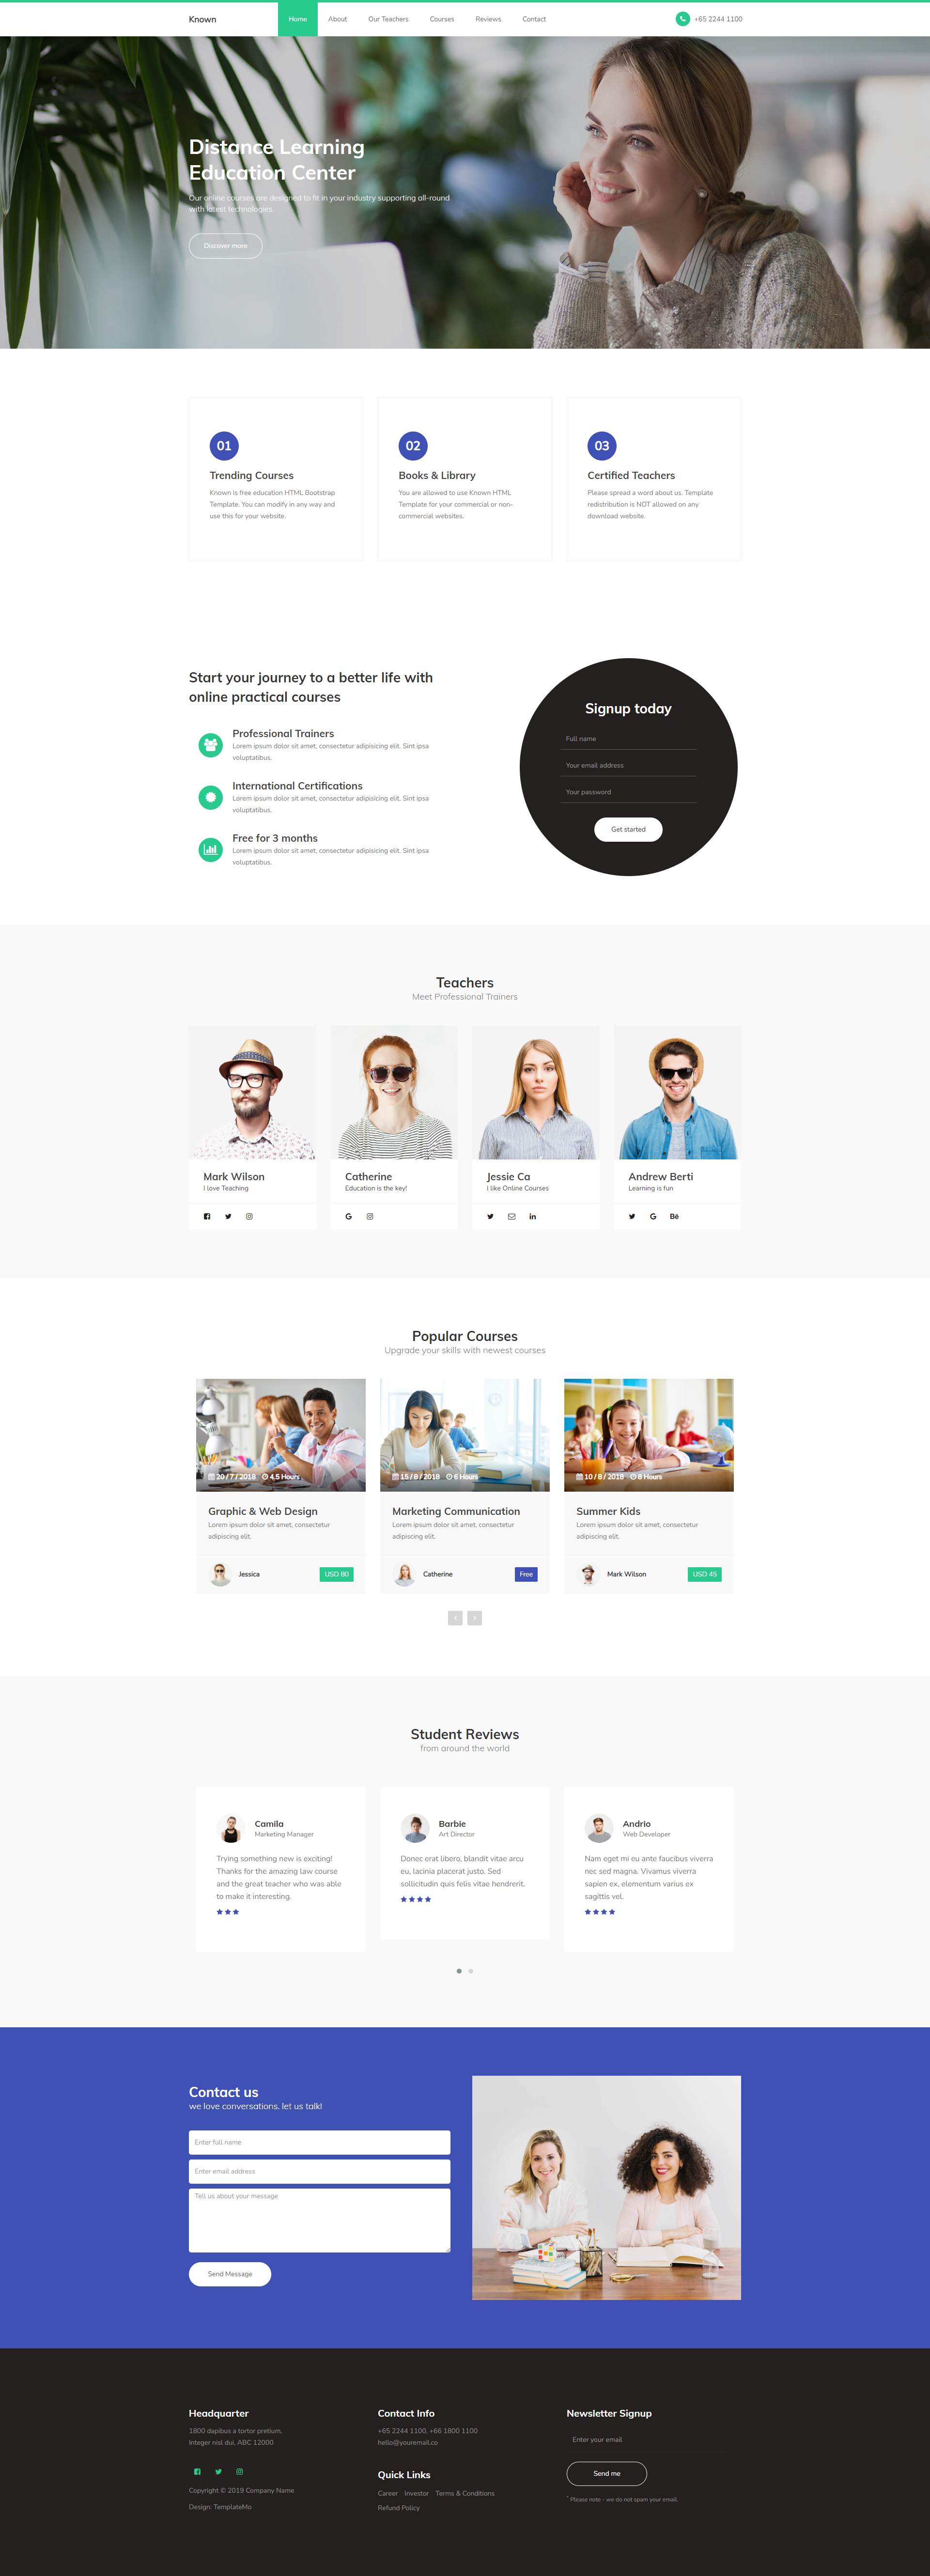 Known
Home
About
Our Teachers
Courses
Reviews
Contact
+65 2244 1100
Distance Learning
Education Center
Our online courses are designed to fit in your industry supporting all-round
with latest technologies.
Discover more
01
Trending Courses
Known is free education HTML Bootstrap
Template. You can modify in any way and
use this for your website.
02
Books & Library
You are allowed to use Known HTML
Template for your commercial or non-
commercial websites.
03
Certified Teachers
Please spread a word about us. Template
redistribution is NOT allowed on any
download website.
Start your journey to a better life with
online practical courses
Professional Trainers
Lorem ipsum dolor sit amet, consectetur adipisicing elit. Sint ipsa
voluptatibus.
International Certifications
Lorem ipsum dolor sit amet, consectetur adipisicing elit. Sint ipsa
voluptatibus.
Free for 3 months
Lorem ipsum dolor sit amet, consectetur adipisicing elit. Sint ipsa
voluptatibus.
Signup today
Full name
Your email address
Your password
Get started
Teachers
Meet Professional Trainers
Mark Wilson
I love Teaching
Catherine
Education is the key!
Jessie Ca
I like Online Courses
Andrew Berti
Learning is fun
Popular Courses
Upgrade your skills with newest courses
20 / 7 / 2018 4.5 Hours
Graphic & Web Design
Lorem ipsum dolor sit amet, consectetur
adipiscing elit.
Jessica
USD 80
15 / 8 / 2018 6 Hours
Marketing Communication
Lorem ipsum dolor sit amet, consectetur
adipiscing elit.
Catherine
Free
10 / 8 / 2018 8 Hours
Summer Kids
Lorem ipsum dolor sit amet, consectetur
adipiscing elit.
Mark Wilson
USD 45
Student Reviews
from around the world
Camila
Marketing Manager
Trying something new is exciting!
Thanks for the amazing law course
and the great teacher who was able
to make it interesting.
Barbie
Art Director
Donec erat libero, blandit vitae arcu
eu, lacinia placerat justo. Sed
sollicitudin quis felis vitae hendrerit.
Andrio
Web Developer
Nam eget mi eu ante faucibus viverra
nec sed magna. Vivamus viverra
sapien ex, elementum varius ex
sagittis vel.
Contact us
we love conversations. let us talk!
Enter full name
Enter email address
Tell us about your message
Send Message
Headquarter
1800 dapibus a tortor pretium,
Integer nisl dui, ABC 12000
Copyright © 2019 Company Name
Design: TemplateMo
Contact Info
+65 2244 1100, +66 1800 1100
hello@youremail.co
Quick Links
Career Investor Terms & Conditions
Refund Policy
Newsletter Signup
Enter your email
Send me
* Please note - we do not spam your email.